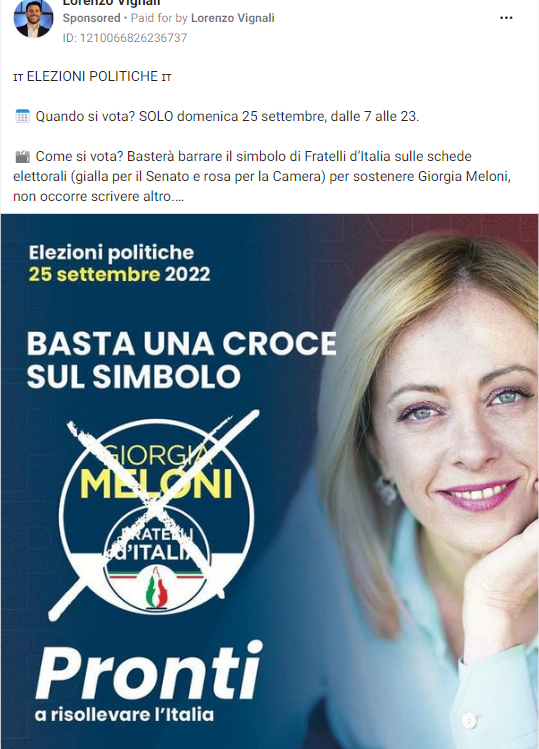 Lorenzo Vignali
Sponsored • Paid for by Lorenzo Vignali
ID: 1210066826236737
IT ELEZIONI POLITICHE IT
Quando si vota? SOLO domenica 25 settembre, dalle 7 alle 23.
Come si vota? Basterà barrare il simbolo di Fratelli d'Italia sulle schede
elettorali (gialla per il Senato e rosa per la Camera) per sostenere Giorgia Meloni,
non occorre scrivere altro....
Elezioni politiche
25 settembre 2022
BASTA UNA CROCE
SUL SIMBOLO
GIORGIA
MELONI
FRATELLI
d'ITALIA
Pronti
a risollevare l'Italia